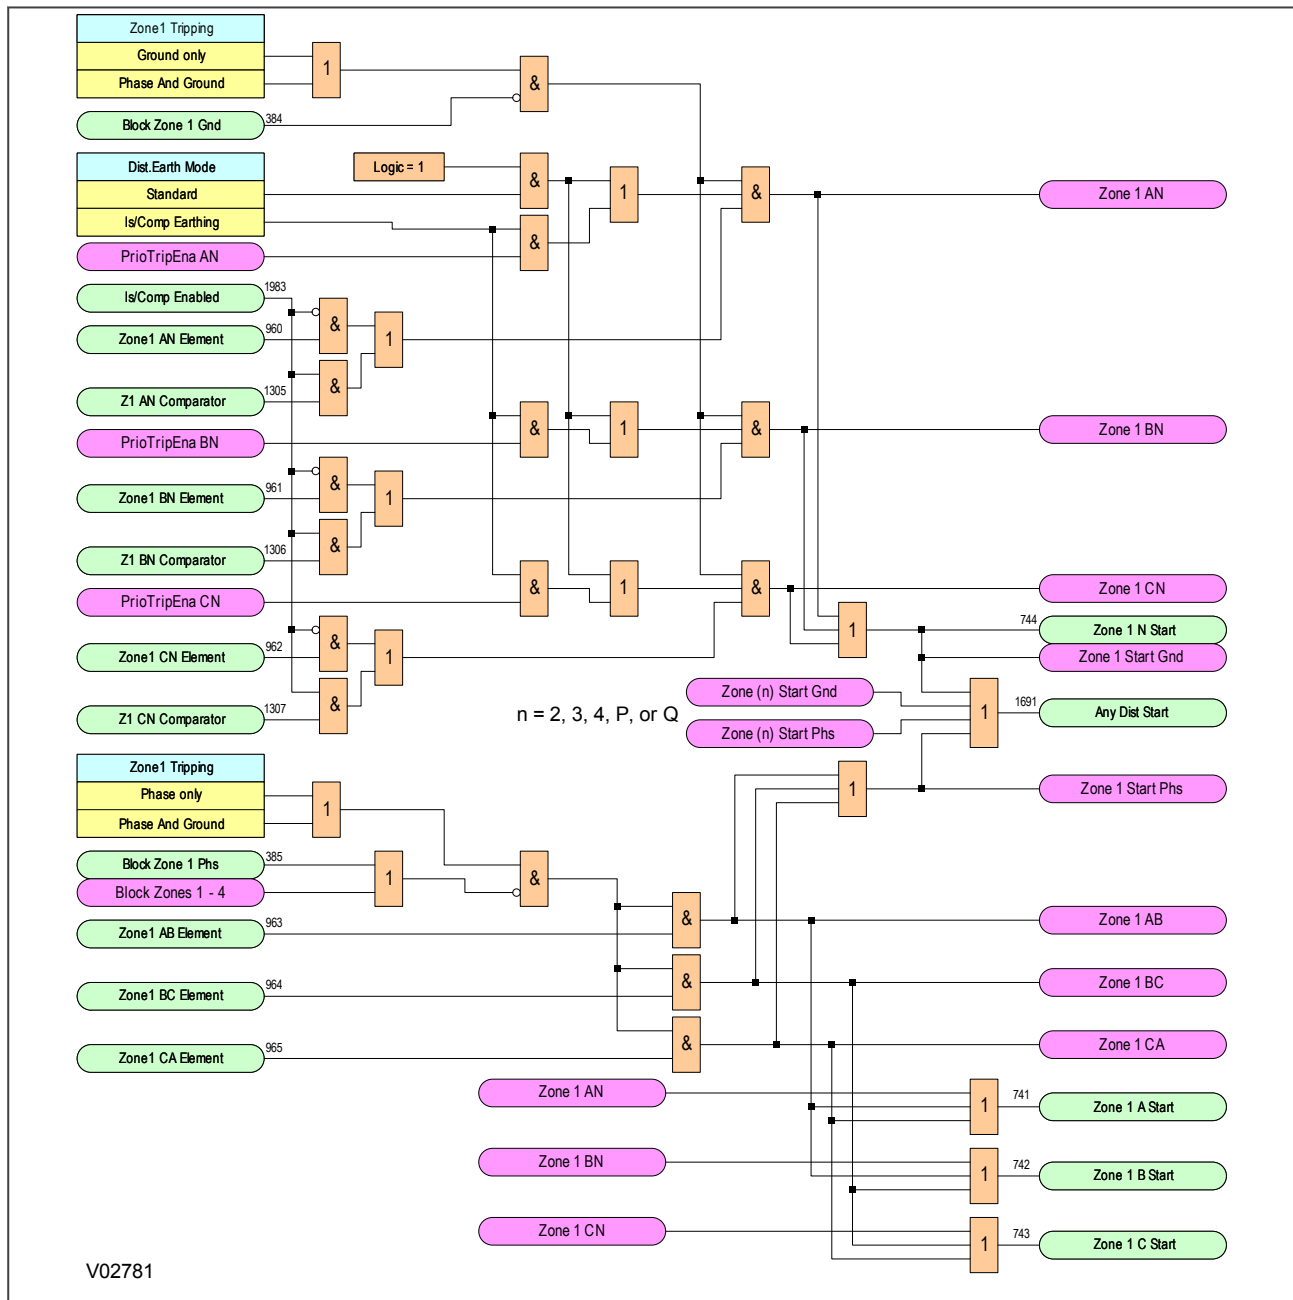 Zone1 Tripping
Ground only
Phase And Ground
1
&
Block Zone 1 Gnd
384
Dist.Earth Mode
Standard
Is/Comp Earthing
Logic = 1
&
1
&
Zone 1 AN
&
PrioTripEna AN
Is/Comp Enabled
1983
Zone1 AN Element
960
&
1
Z1 AN Comparator
1305
&
PrioTripEna BN
&
1
&
Zone 1 BN
Zone1 BN Element
961
&
1
Z1 BN Comparator
1306
&
PrioTripEna CN
&
1
&
Zone 1 CN
Zone1 CN Element
962
&
1
1
744
Zone 1 N Start
Zone 1 Start Gnd
Z1 CN Comparator
1307
&
n = 2, 3, 4, P, or Q
Zone (n) Start Gnd
Zone (n) Start Phs
1
1691
Any Dist Start
Zone1 Tripping
Phase only
Phase And Ground
1
1
Zone 1 Start Phs
Block Zone 1 Phs
385
Block Zones 1 - 4
1
&
Zone1 AB Element
963
&
Zone 1 AB
Zone1 BC Element
964
&
Zone 1 BC
Zone1 CA Element
965
&
Zone 1 CA
Zone 1 AN
1
741
Zone 1 A Start
Zone 1 BN
1
742
Zone 1 B Start
Zone 1 CN
1
743
Zone 1 C Start
V02781